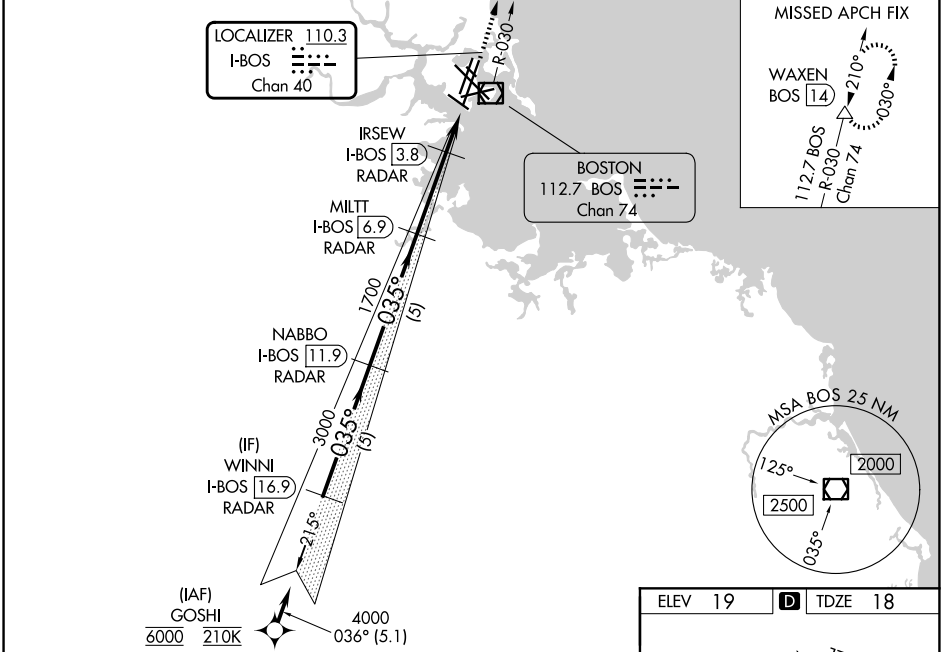 LOCALIZER 110.3
I-BOS
Chan 40
R-030
MISSED APCH FIX
WAXEN
BOS 14
210°
030°
112.7 BOS
R-030
Chan 74
IRSEW
I-BOS 3.8
RADAR
BOSTON
112.7 BOS
Chan 74
MILTT
I-BOS 6.9
RADAR
1700
035°
(5)
NABBO
I-BOS 11.9
RADAR
3000
035°
(5)
(IF)
WINNI
I-BOS 16.9
RADAR
215°
MSA BOS 25 NM
125°
2000
2500
035°
(IAF)
GOSHI
6000 210K
4000
036° (5.1)
ELEV 19 D TDZE 18